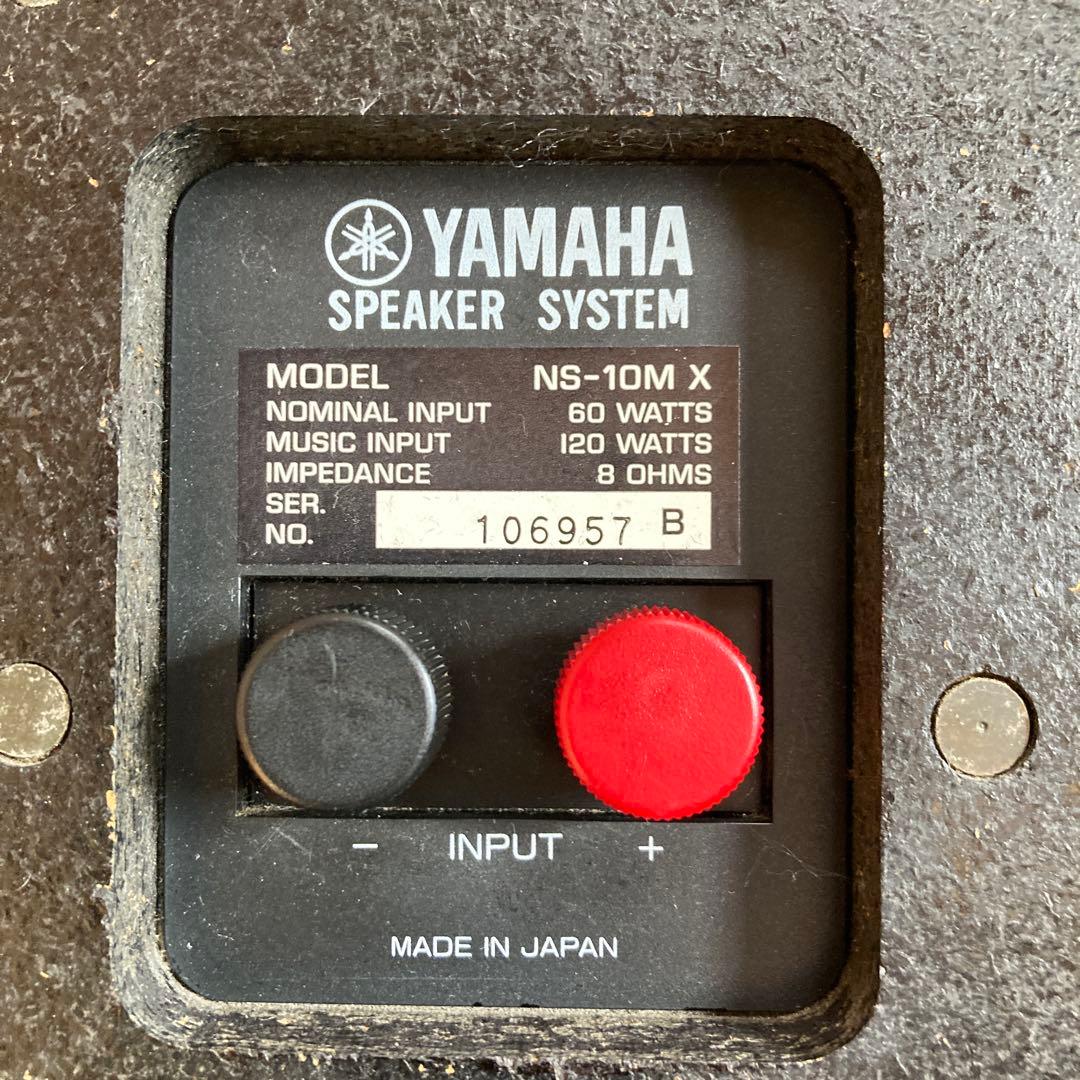 YAMAHA
SPEAKER SYSTEM
MODEL NS-10M X
NOMINAL INPUT 60 WATTS
MUSIC INPUT 120 WATTS
IMPEDANCE 8 OHMS
SER.
NO. 106957 B
− INPUT +
MADE IN JAPAN